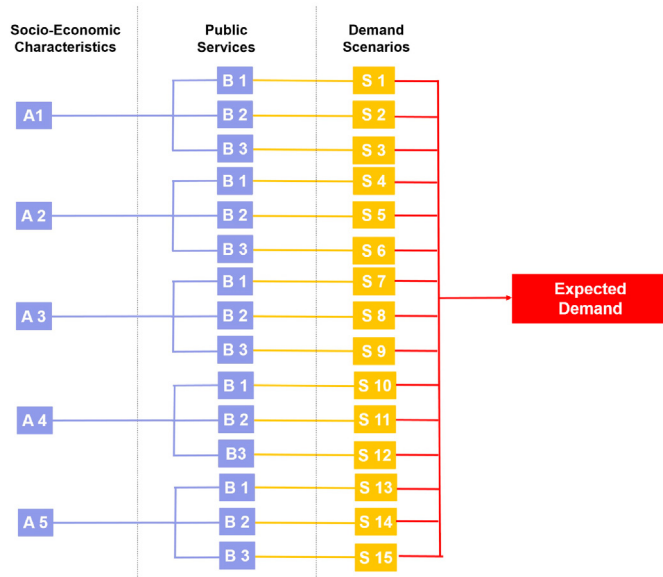 Socio-Economic
Characteristics
Public
Services
Demand
Scenarios
B 1
S 1
A1
B 2
S 2
B 3
S 3
B 1
S 4
A 2
B 2
S 5
B 3
S 6
B 1
S 7
Expected
Demand
A 3
B 2
S 8
B 3
S 9
B 1
S 10
A 4
B 2
S 11
B3
S 12
B 1
S 13
A 5
B 2
S 14
B 3
S 15